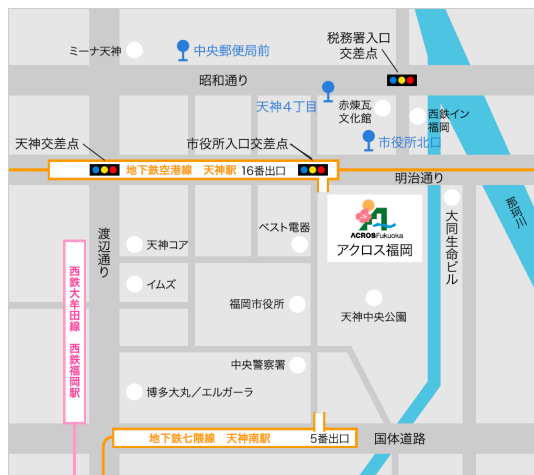 ミーナ天神
中央郵便局前
税務署入口
交差点
昭和通り
天神4丁目
赤煉瓦
文化館
西鉄イン
福岡
市役所北口
天神交差点
市役所入口交差点
地下鉄空港線　天神駅 16番出口
明治通り
那珂川
渡辺通り
天神コア
ベスト電器
ACROS Fukuoka
アクロス福岡
大同生命ビル
西鉄大牟田線　西鉄福岡駅
イムズ
福岡市役所
天神中央公園
中央警察署
博多大丸／エルガーラ
地下鉄七隈線　天神南駅　5番出口
国体道路